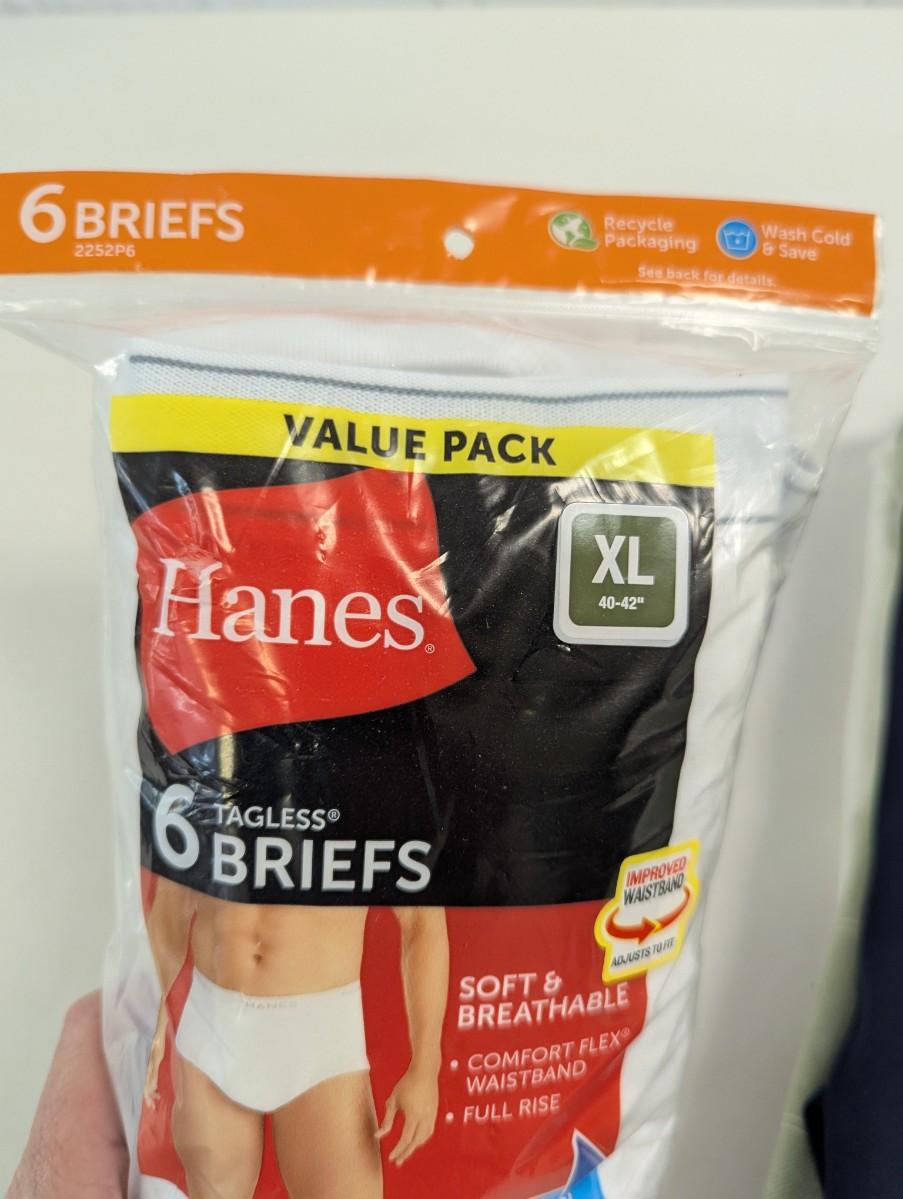 6 BRIEFS
2252P6
Recycle
Packaging
Wash Cold
& Save
See back for details.
VALUE PACK
Hanes®
XL
40-42"
6 TAGLESS®
BRIEFS
IMPROVED
WAISTBAND
ADJUSTS TO FIT
HANES
SOFT &
BREATHABLE
• COMFORT FLEX®
WAISTBAND
• FULL RISE